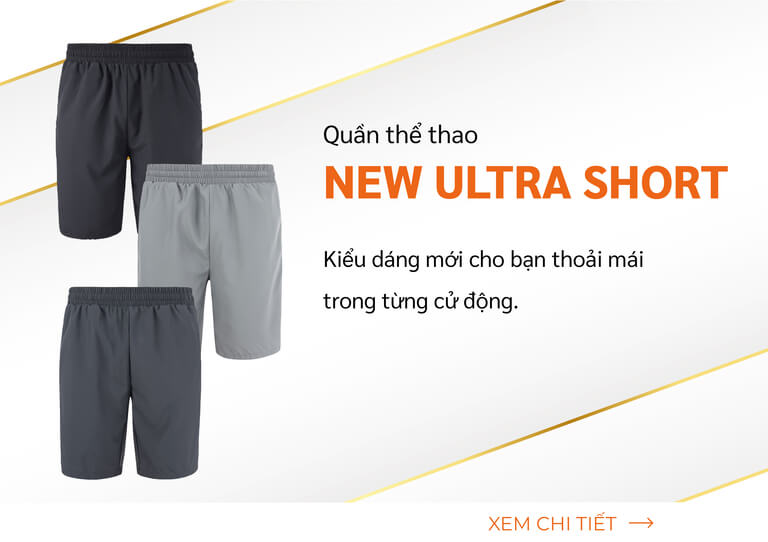 Quần thể thao
NEW ULTRA SHORT
Kiểu dáng mới cho bạn thoải mái
trong từng cử động.
XEM CHI TIẾT